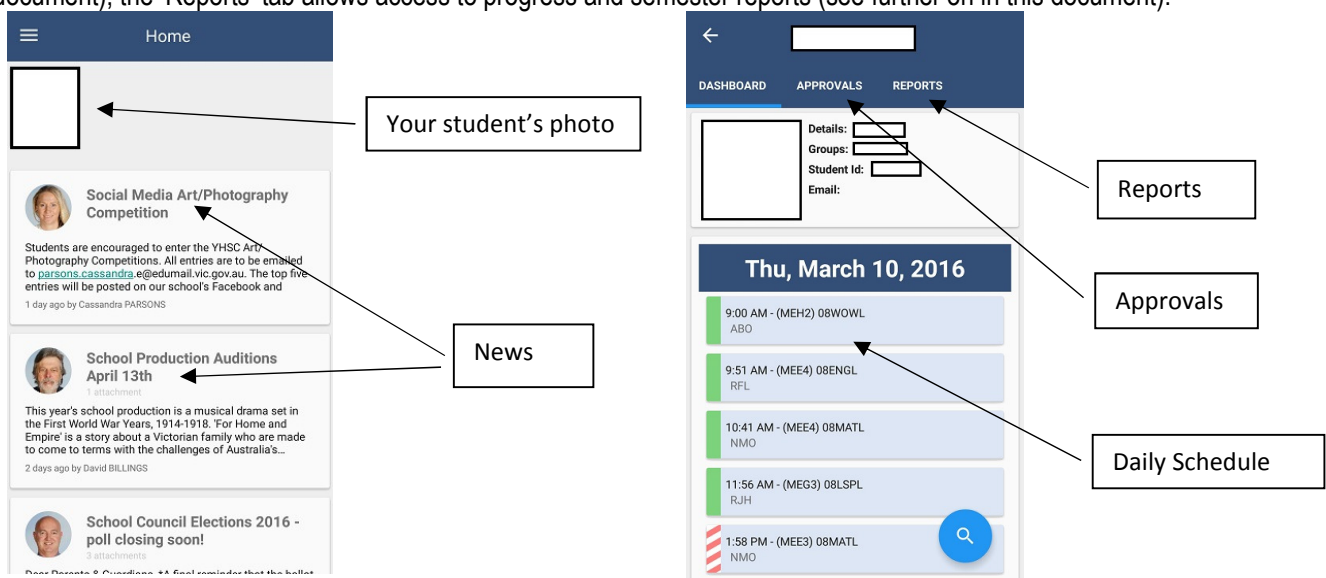 document); the ‘Reports’ tab allows access to progress and semester reports (see further on in this document).
Home
Your student’s photo
Social Media Art/Photography
Competition
Students are encouraged to enter the YHSC Art/
Photography Competitions. All entries are to be emailed
to parsons.cassandra.e@edumail.vic.gov.au. The top five
entries will be posted on our school's Facebook and
1 day ago by Cassandra PARSONS
News
School Production Auditions
April 13th
1 attachment
This year's school production is a musical drama set in
the First World War Years, 1914-1918. 'For Home and
Empire' is a story about a Victorian family who are made
to come to terms with the challenges of Australia's...
2 days ago by David BILLINGS
School Council Elections 2016 -
poll closing soon!
3 attachments
Dear Parents & Guardians, *A final reminder that the ballot
DASHBOARD APPROVALS REPORTS
Details:
Groups:
Student Id:
Email:
Reports
Thu, March 10, 2016
Approvals
9:00 AM - (MEH2) 08WOWL
ABO
9:51 AM - (MEE4) 08ENGL
RFL
10:41 AM - (MEE4) 08MATL
NMO
Daily Schedule
11:56 AM - (MEG3) 08LSPL
RJH
1:58 PM - (MEE3) 08MATL
NMO